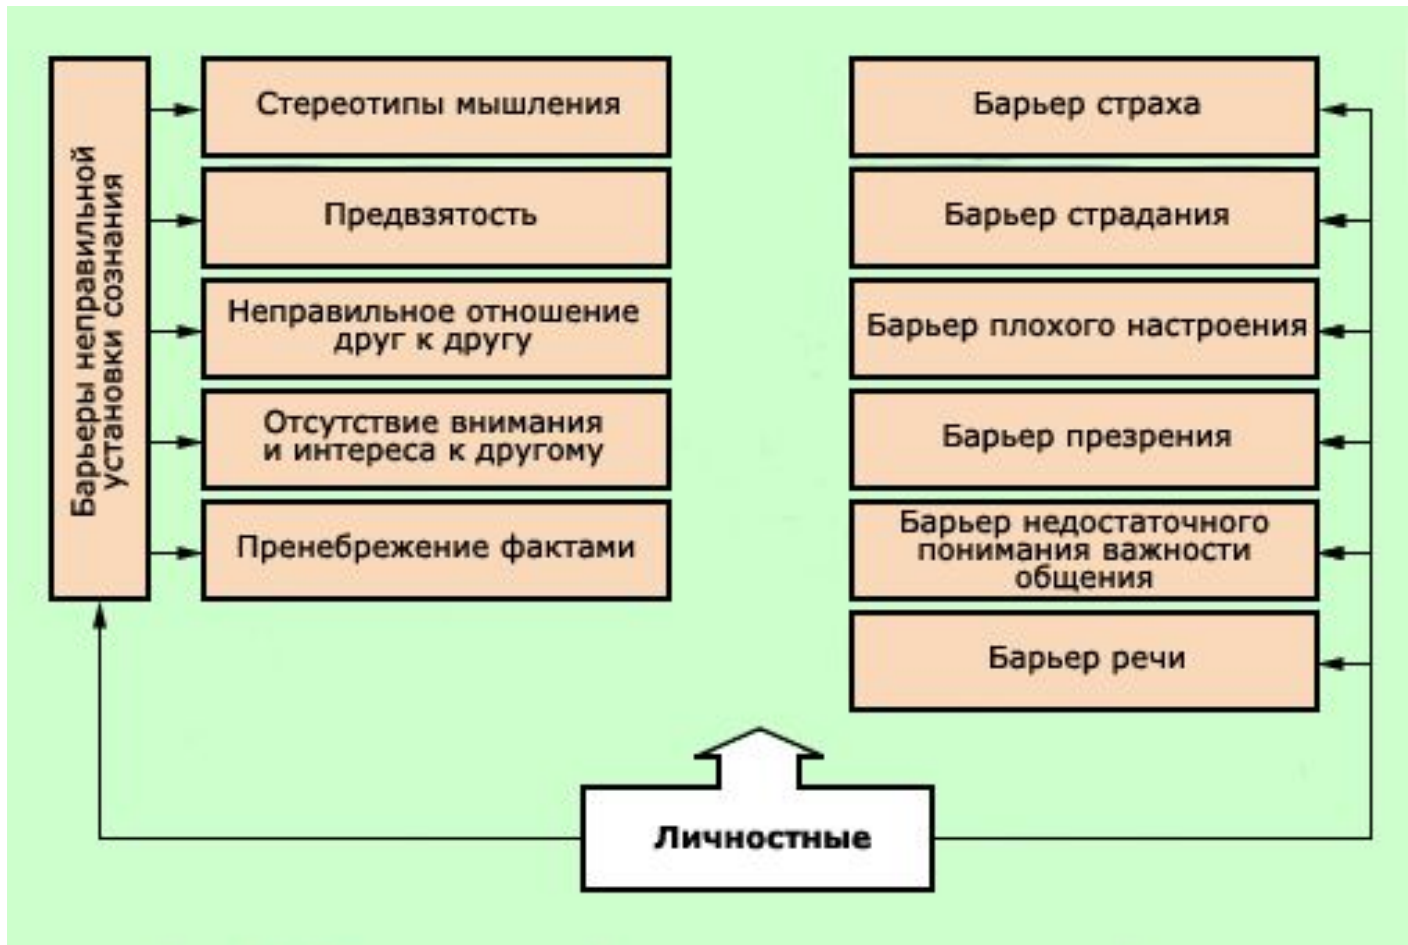 Барьеры неправильной
установки сознания
Стереотипы мышления
Предвзятость
Неправильное отношение
друг к другу
Отсутствие внимания
и интереса к другому
Пренебрежение фактами
Барьер страха
Барьер страдания
Барьер плохого настроения
Барьер презрения
Барьер недостаточного
понимания важности
общения
Барьер речи
Личностные